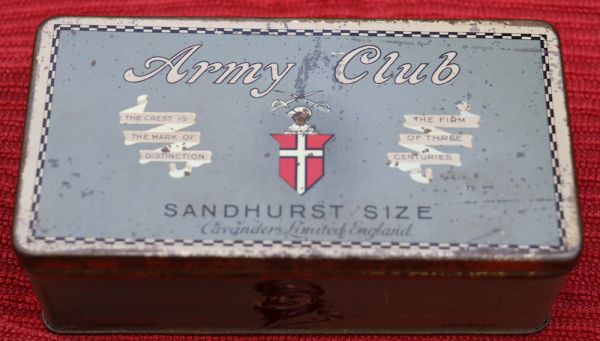 Army Club
THE CREST IS
THE MARK OF
DISTINCTION
THE FIRM
OF THREE
CENTURIES
SANDHURST SIZE
Cavanders Limited England